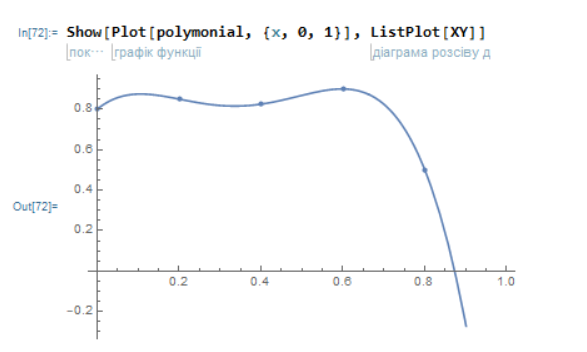 In[72]:= Show[Plot[polymonial, {x, 0, 1}], ListPlot[XY]]
пок⋯ графік функції діаграма розсіву д
0.8
0.6
0.4
Out[72]=
0.2
0.2 0.4 0.6 0.8 1.0
-0.2